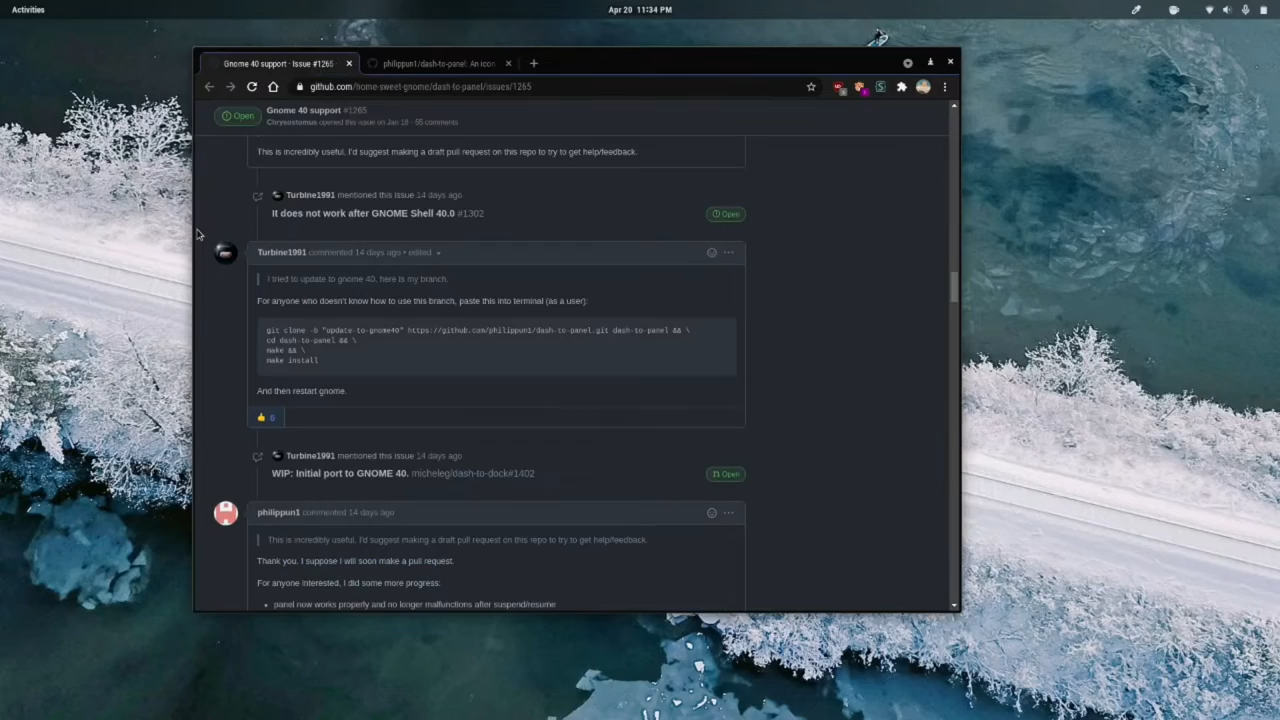 Activities
Apr 20 11:34 PM
Gnome 40 support · Issue #1265
philippun1/dash-to-panel: An icon
github.com/home-sweet-gnome/dash-to-panel/issues/1265
Open
Gnome 40 support #1265
Chrysostomus opened this issue on Jan 18 · 55 comments
This is incredibly useful, I'd suggest making a draft pull request on this repo to try to get help/feedback.
Turbine1991 mentioned this issue 14 days ago
It does not work after GNOME Shell 40.0 #1302
Open
Turbine1991 commented 14 days ago • edited
I tried to update to gnome 40, here is my branch.
For anyone who doesn't know how to use this branch, paste this into terminal (as a user):
git clone -b "update-to-gnome40" https://github.com/philippun1/dash-to-panel.git dash-to-panel && \
cd dash-to-panel && \
make && \
make install
And then restart gnome.
6
Turbine1991 mentioned this issue 14 days ago
WIP: Initial port to GNOME 40. micheleg/dash-to-dock#1402
Open
philippun1 commented 14 days ago
This is incredibly useful, I'd suggest making a draft pull request on this repo to try to get help/feedback.
Thank you. I suppose I will soon make a pull request.
For anyone interested, I did some more progress:
• panel now works properly and no longer malfunctions after suspend/resume